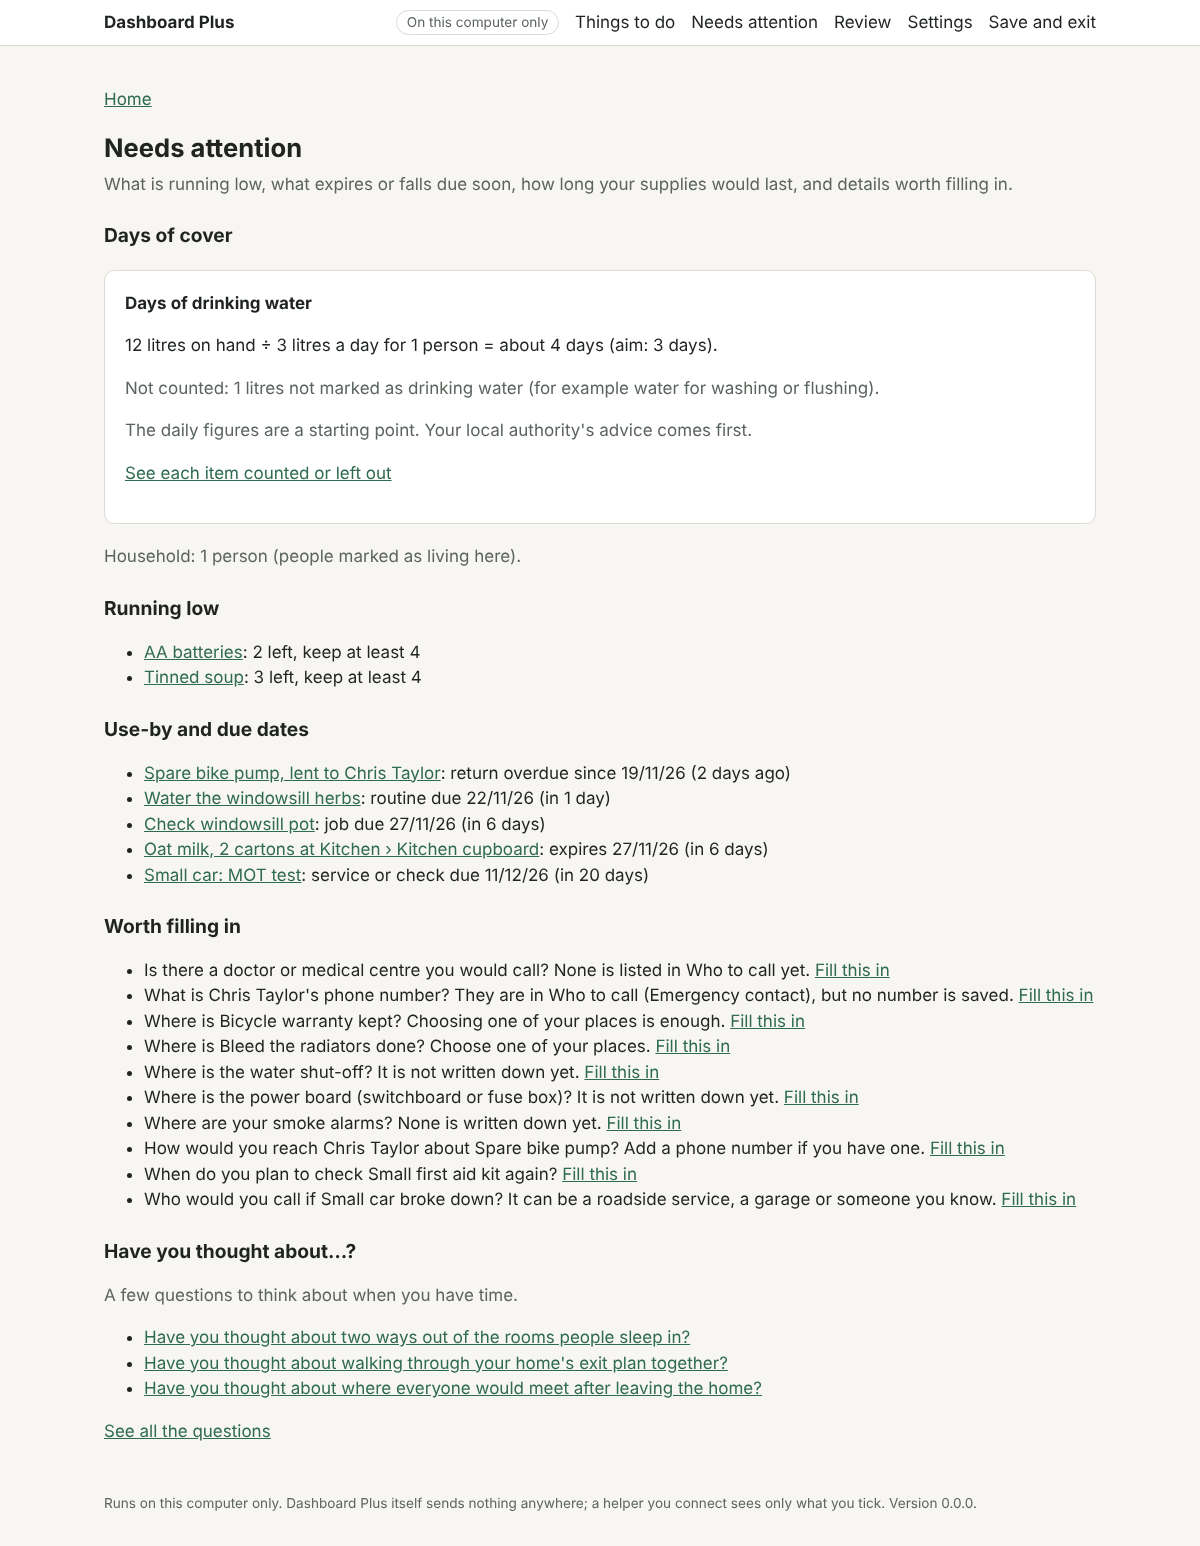 Dashboard Plus
On this computer only
Things to do
Needs attention
Review
Settings
Save and exit
Home
Needs attention
What is running low, what expires or falls due soon, how long your supplies would last, and details worth filling in.
Days of cover
Days of drinking water
12 litres on hand ÷ 3 litres a day for 1 person = about 4 days (aim: 3 days).
Not counted: 1 litres not marked as drinking water (for example water for washing or flushing).
The daily figures are a starting point. Your local authority's advice comes first.
See each item counted or left out
Household: 1 person (people marked as living here).
Running low
AA batteries: 2 left, keep at least 4
Tinned soup: 3 left, keep at least 4
Use-by and due dates
Spare bike pump, lent to Chris Taylor: return overdue since 19/11/26 (2 days ago)
Water the windowsill herbs: routine due 22/11/26 (in 1 day)
Check windowsill pot: job due 27/11/26 (in 6 days)
Oat milk, 2 cartons at Kitchen › Kitchen cupboard: expires 27/11/26 (in 6 days)
Small car: MOT test: service or check due 11/12/26 (in 20 days)
Worth filling in
Is there a doctor or medical centre you would call? None is listed in Who to call yet. Fill this in
What is Chris Taylor's phone number? They are in Who to call (Emergency contact), but no number is saved. Fill this in
Where is Bicycle warranty kept? Choosing one of your places is enough. Fill this in
Where is Bleed the radiators done? Choose one of your places. Fill this in
Where is the water shut-off? It is not written down yet. Fill this in
Where is the power board (switchboard or fuse box)? It is not written down yet. Fill this in
Where are your smoke alarms? None is written down yet. Fill this in
How would you reach Chris Taylor about Spare bike pump? Add a phone number if you have one. Fill this in
When do you plan to check Small first aid kit again? Fill this in
Who would you call if Small car broke down? It can be a roadside service, a garage or someone you know. Fill this in
Have you thought about...?
A few questions to think about when you have time.
Have you thought about two ways out of the rooms people sleep in?
Have you thought about walking through your home's exit plan together?
Have you thought about where everyone would meet after leaving the home?
See all the questions
Runs on this computer only. Dashboard Plus itself sends nothing anywhere; a helper you connect sees only what you tick. Version 0.0.0.